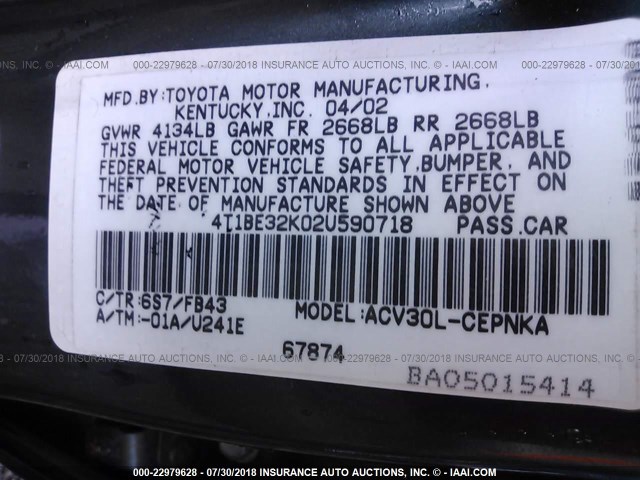 000-22979628 - 07/30/2018 INSURANCE AUTO AUCTIONS, INC. - © IAAI.COM
MFD.BY:TOYOTA MOTOR MANUFACTURING,
KENTUCKY,INC. 04/02
GVWR 4134LB GAWR FR 2668LB RR 2668LB
THIS VEHICLE CONFORMS TO ALL APPLICABLE
FEDERAL MOTOR VEHICLE SAFETY,BUMPER, AND
THEFT PREVENTION STANDARDS IN EFFECT ON
THE DATE OF MANUFACTURE SHOWN ABOVE
4T1BE32K02U590718 PASS.CAR
C/TR:6S7/FB43
MODEL:ACV30L-CEPNKA
A/TM:-01A/U241E
67874
BA05015414
000-22979628 - 07/30/2018 INSURANCE AUTO AUCTIONS, INC. - © IAAI.COM
000-22979628 - 07/30/2018 INSURANCE AUTO AUCTIONS, INC. - © IAAI.COM